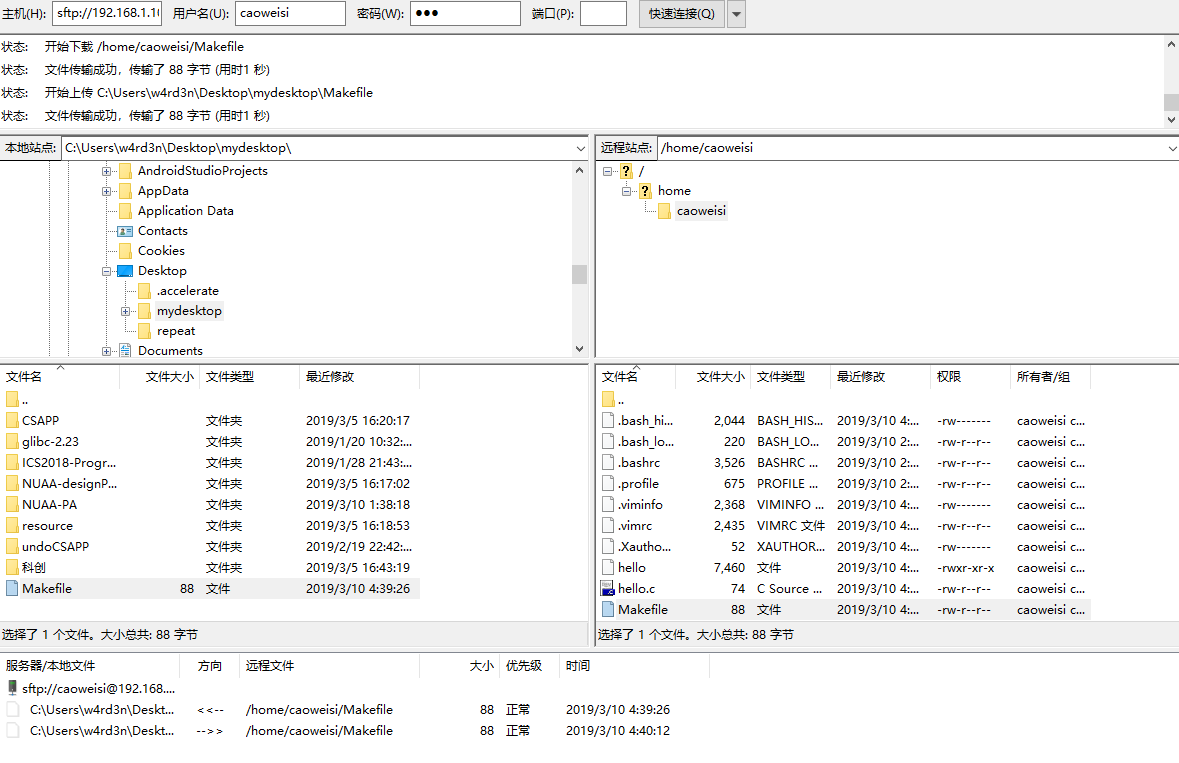 主机(H): sftp://192.168.1.10 用户名(U): caoweisi 密码(W): ●●● 端口(P): 快速连接(Q)
状态: 开始下载 /home/caoweisi/Makefile
状态: 文件传输成功，传输了 88 字节 (用时1 秒)
状态: 开始上传 C:\Users\w4rd3n\Desktop\mydesktop\Makefile
状态: 文件传输成功，传输了 88 字节 (用时1 秒)
本地站点: C:\Users\w4rd3n\Desktop\mydesktop\
AndroidStudioProjects
AppData
Application Data
Contacts
Cookies
Desktop
.accelerate
mydesktop
repeat
Documents
远程站点: /home/caoweisi
/
home
caoweisi
文件名 文件大小 文件类型 最近修改
..
CSAPP 文件夹 2019/3/5 16:20:17
glibc-2.23 文件夹 2019/1/20 10:32:...
ICS2018-Progr... 文件夹 2019/1/28 21:43:...
NUAA-designP... 文件夹 2019/3/5 16:17:02
NUAA-PA 文件夹 2019/3/10 1:38:18
resource 文件夹 2019/3/5 16:18:53
undoCSAPP 文件夹 2019/2/19 22:42:...
科创 文件夹 2019/3/5 16:43:19
Makefile 88 文件 2019/3/10 4:39:26
选择了 1 个文件。大小总共: 88 字节
文件名 文件大小 文件类型 最近修改 权限 所有者/组
..
.bash_hi... 2,044 BASH_HIS... 2019/3/10 4:... -rw------- caoweisi c...
.bash_lo... 220 BASH_LO... 2019/3/10 2:... -rw-r--r-- caoweisi c...
.bashrc 3,526 BASHRC ... 2019/3/10 2:... -rw-r--r-- caoweisi c...
.profile 675 PROFILE ... 2019/3/10 2:... -rw-r--r-- caoweisi c...
.viminfo 2,368 VIMINFO ... 2019/3/10 4:... -rw------- caoweisi c...
.vimrc 2,435 VIMRC 文件 2019/3/10 4:... -rw-r--r-- caoweisi c...
.Xautho... 52 XAUTHOR... 2019/3/10 4:... -rw------- caoweisi c...
hello 7,460 文件 2019/3/10 4:... -rwxr-xr-x caoweisi c...
hello.c 74 C Source ... 2019/3/10 4:... -rw-r--r-- caoweisi c...
Makefile 88 文件 2019/3/10 4:... -rw-r--r-- caoweisi c...
选择了 1 个文件。大小总共: 88 字节
服务器/本地文件 方向 远程文件 大小 优先级 时间
sftp://caoweisi@192.168....
C:\Users\w4rd3n\Deskt... <<-- /home/caoweisi/Makefile 88 正常 2019/3/10 4:39:26
C:\Users\w4rd3n\Deskt... -->> /home/caoweisi/Makefile 88 正常 2019/3/10 4:40:12